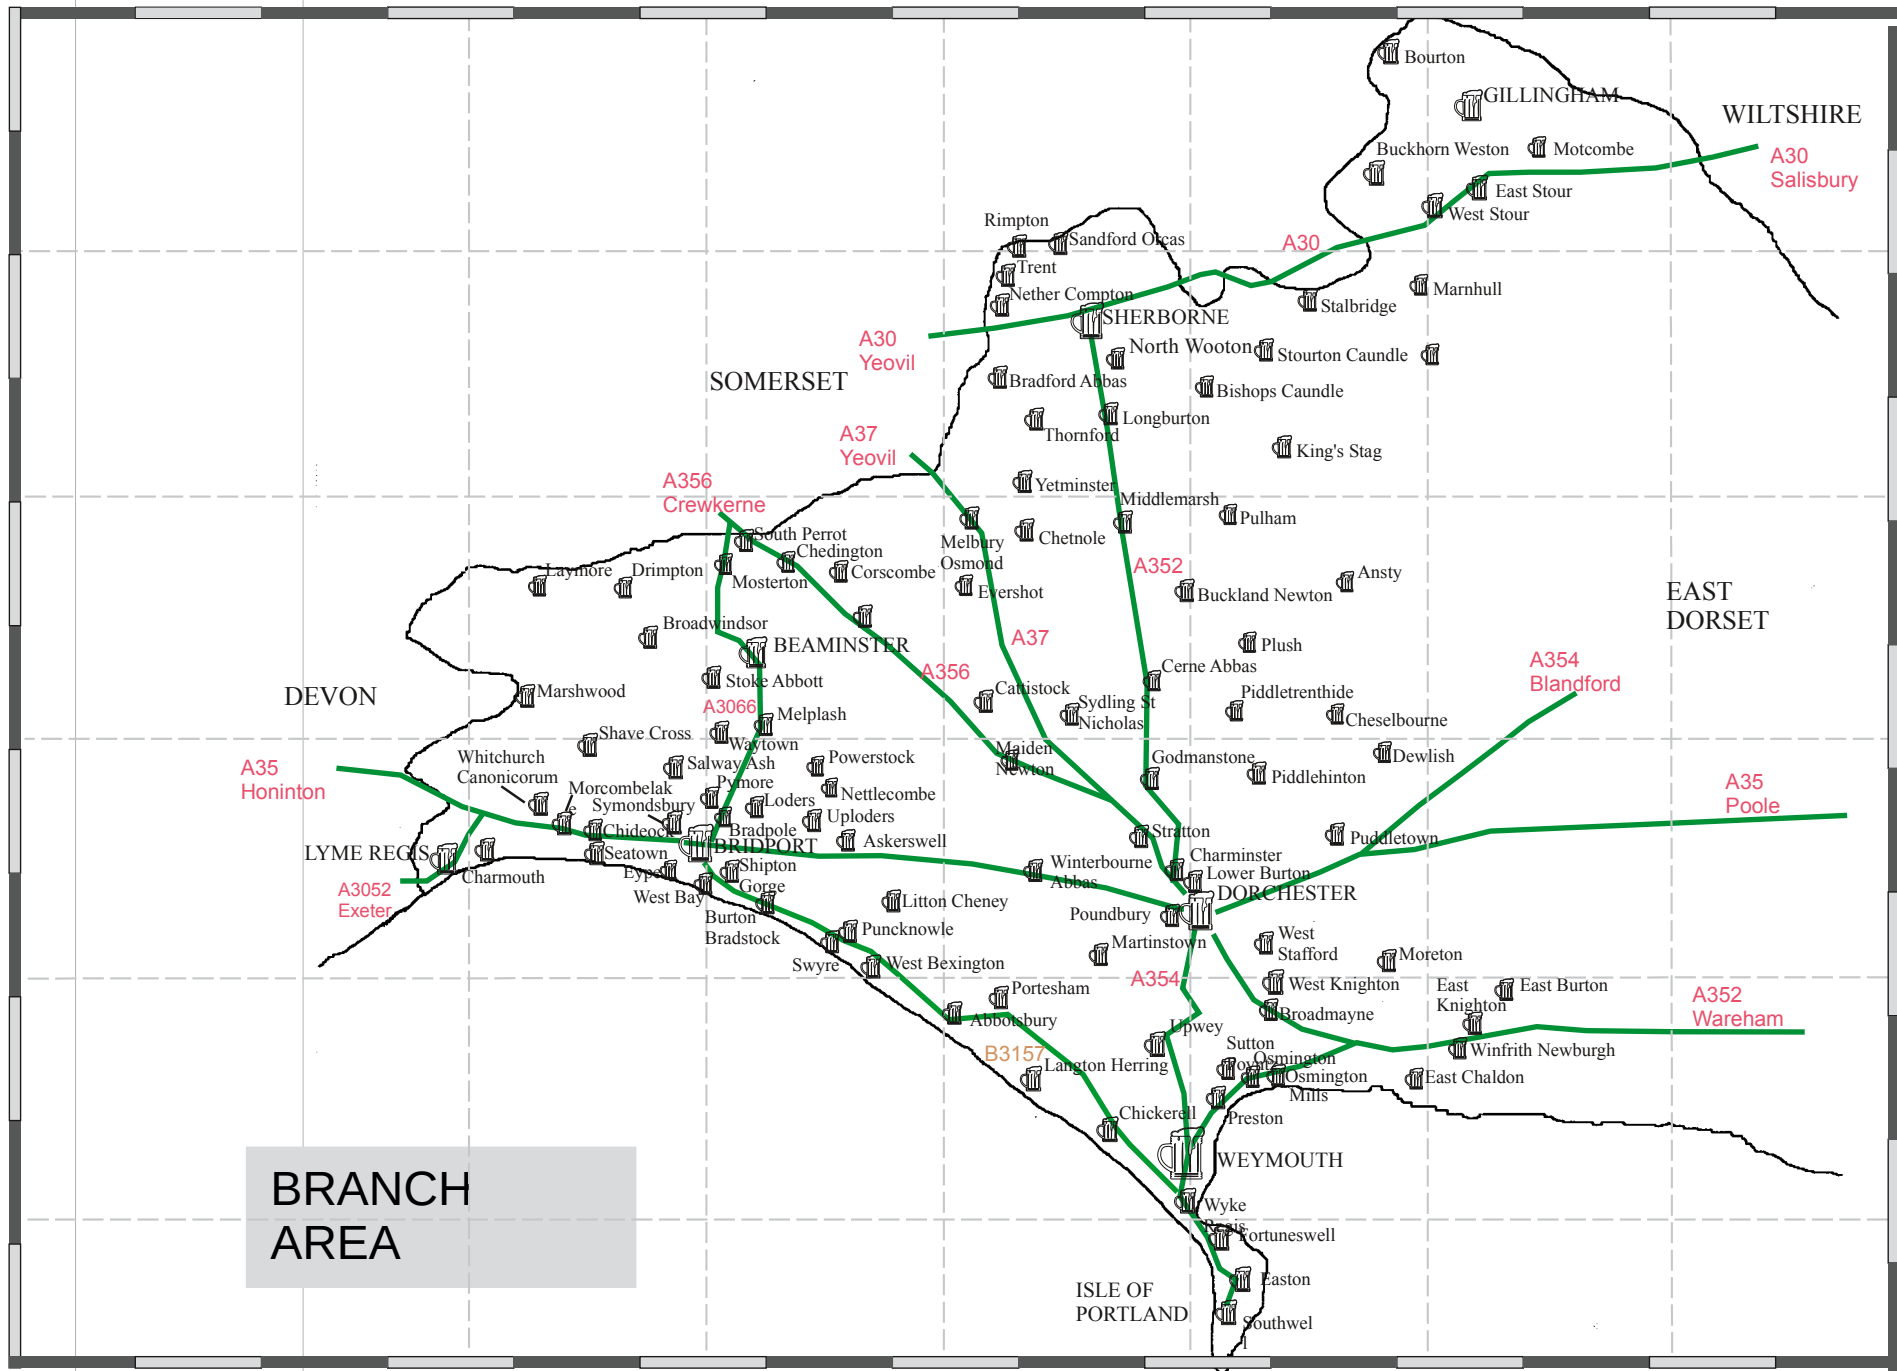 Bourton
GILLINGHAM
WILTSHIRE
Buckhorn Weston
Motcombe
A30
Salisbury
East Stour
West Stour
Rimpton
Sandford Orcas
A30
Trent
Nether Compton
Marnhull
Stalbridge
SHERBORNE
A30
Yeovil
North Wooton
Stourton Caundle
SOMERSET
Bradford Abbas
Bishops Caundle
Longburton
Thornford
A37
Yeovil
King's Stag
A356
Crewkerne
Yetminster
Middlemarsh
Pulham
South Perrot
Melbury
Osmond
Chetnole
Chedington
Corscombe
Mosterton
Laymore
Drimpton
A352
Ansty
Evershot
Buckland Newton
EAST
DORSET
Broadwindsor
BEAMINSTER
A37
Plush
A356
Cerne Abbas
A354
Blandford
Stoke Abbott
Marshwood
DEVON
Cattistock
Piddletrenthide
Sydling St
Nicholas
A3066
Melplash
Cheselbourne
Shave Cross
Waytown
Maiden
Newton
Godmanstone
Dewlish
Whitchurch
Canonicorum
Salway Ash
Powerstock
Piddlehinton
A35
Honinton
A35
Poole
Morcombelak
e
Pymore
Nettlecombe
Symondsbury
Loders
Uploders
Chideock
Bradpole
Stratton
Puddletown
BRIDPORT
Askerswell
LYME REGIS
Seatown
Charminster
Winterbourne
Abbas
Shipton
Gorge
Eype
Lower Burton
Charmouth
A3052
Exeter
West Bay
DORCHESTER
Litton Cheney
Burton
Bradstock
Poundbury
Puncknowle
Martinstown
West
Stafford
Moreton
Swyre
West Bexington
A354
West Knighton
East
Knighton
East Burton
Portesham
A352
Wareham
Abbotsbury
Broadmayne
Upwey
B3157
Sutton
Poyntz
Osmington
Winfrith Newburgh
Langton Herring
Osmington
Mills
East Chaldon
Chickerell
Preston
WEYMOUTH
BRANCH
AREA
Wyke
Regis
Fortuneswell
Easton
ISLE OF
PORTLAND
Southwel
l